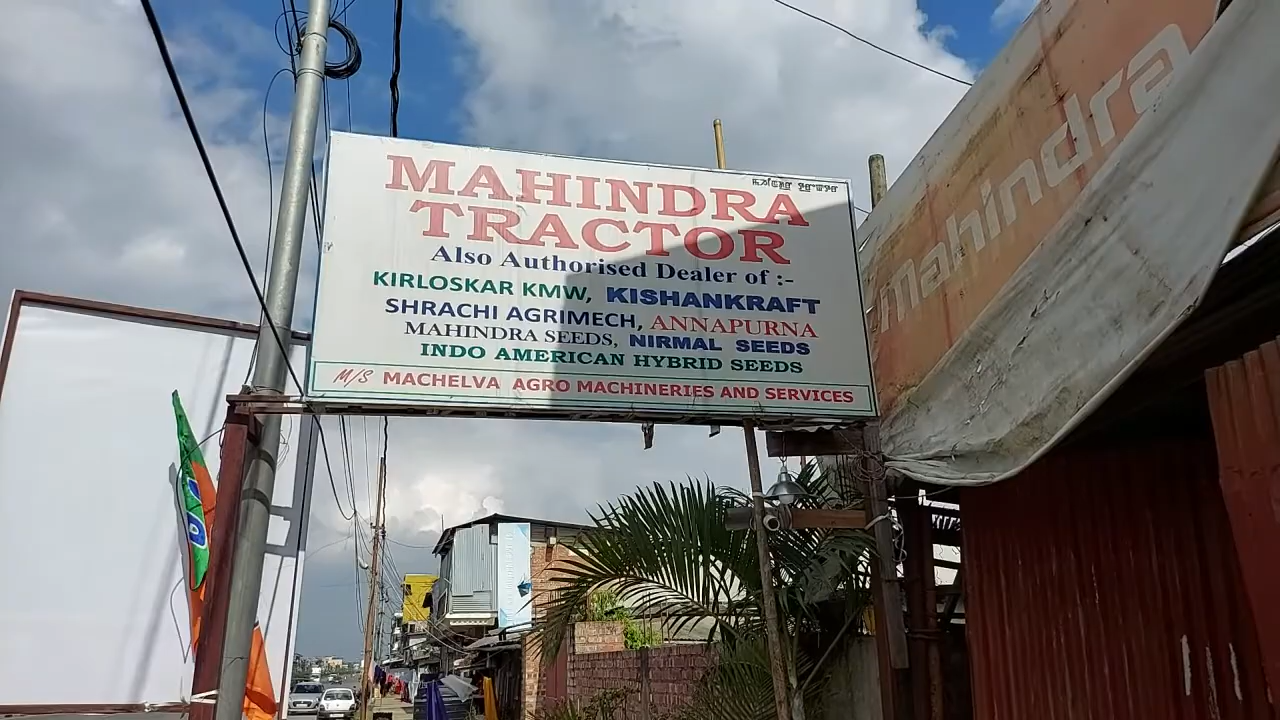 MAHINDRA
TRACTOR
Also Authorised Dealer of :-
KIRLOSKAR KMW, KISHANKRAFT
SHRACHI AGRIMECH, ANNAPURNA
MAHINDRA SEEDS, NIRMAL SEEDS
INDO AMERICAN HYBRID SEEDS
M/S MACHELVA AGRO MACHINERIES AND SERVICES
Mahindra